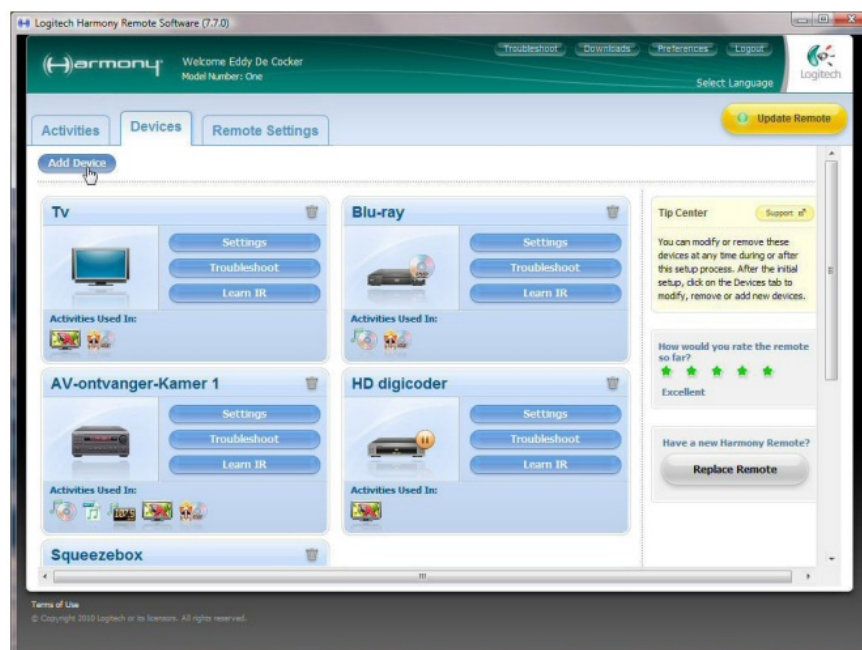 Logitech Harmony Remote Software (7.7.0)
Harmony
Welcome Eddy De Cocker
Model Number: One
Troubleshoot Downloads Preferences Logout
Select Language
Logitech
Activities Devices Remote Settings
Update Remote
Add Device
Tv
Settings
Troubleshoot
Learn IR
Activities Used In:
Blu-ray
Settings
Troubleshoot
Learn IR
Activities Used In:
AV-ontvanger-Kamer 1
Settings
Troubleshoot
Learn IR
Activities Used In:
HD digicoder
Settings
Troubleshoot
Learn IR
Activities Used In:
Squeezebox
Tip Center
Support
You can modify or remove these
devices at any time during or after
this setup process. After the initial
setup, click on the Devices tab to
modify, remove or add new devices.
How would you rate the remote
so far?
Excellent
Have a new Harmony Remote?
Replace Remote
Terms of Use
© Copyright 2010 Logitech or its licensors. All rights reserved.